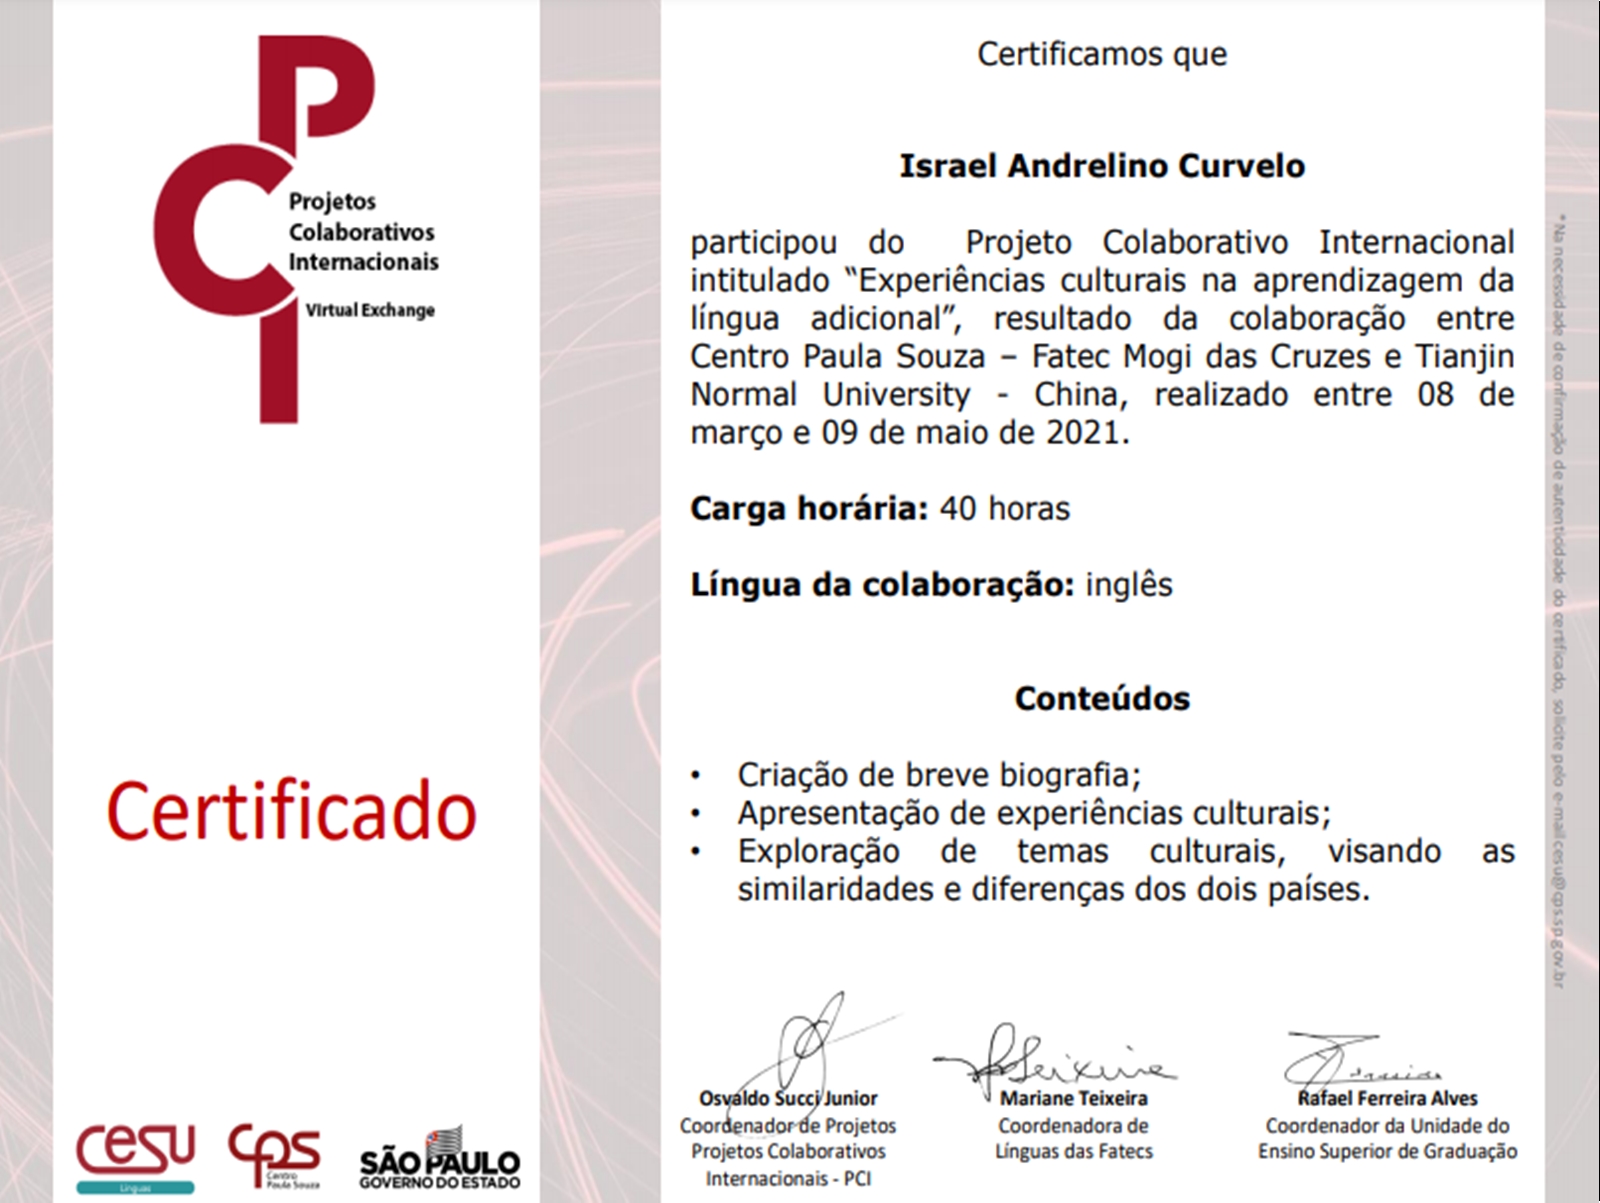 PCI
Projetos
Colaborativos
Internacionais
Virtual Exchange
Certificado
cesu
Línguas
cps
Centro
Paula Souza
SÃO PAULO
GOVERNO DO ESTADO
Certificamos que
Israel Andrelino Curvelo
participou do Projeto Colaborativo Internacional
intitulado “Experiências culturais na aprendizagem da
língua adicional”, resultado da colaboração entre
Centro Paula Souza – Fatec Mogi das Cruzes e Tianjin
Normal University - China, realizado entre 08 de
março e 09 de maio de 2021.
Carga horária: 40 horas
Língua da colaboração: inglês
Conteúdos
• Criação de breve biografia;
• Apresentação de experiências culturais;
• Exploração de temas culturais, visando as
similaridades e diferenças dos dois países.
Osvaldo Succi Junior
Coordenador de Projetos
Projetos Colaborativos
Internacionais - PCI
Teixeira
Mariane Teixeira
Coordenadora de
Línguas das Fatecs
Rafael Ferreira Alves
Coordenador da Unidade do
Ensino Superior de Graduação
* Na necessidade de confirmação de autenticidade do certificado, solicite pelo e-mail cesu@cps.sp.gov.br